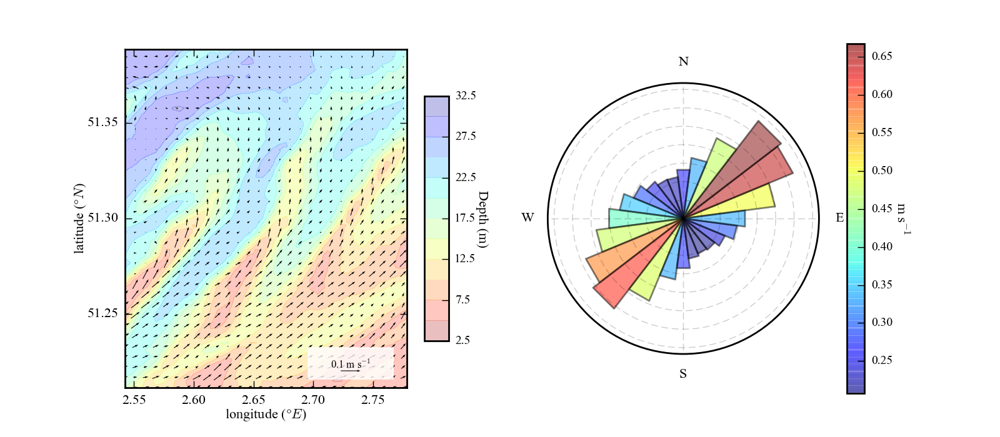 51.35
51.30
51.25
latitude (°N)
2.55 2.60 2.65 2.70 2.75
longitude (°E)
0.1 m s⁻¹
32.5
27.5
22.5
17.5
12.5
7.5
2.5
Depth (m)
N
W
E
S
0.65
0.60
0.55
0.50
0.45
0.40
0.35
0.30
0.25
m s⁻¹